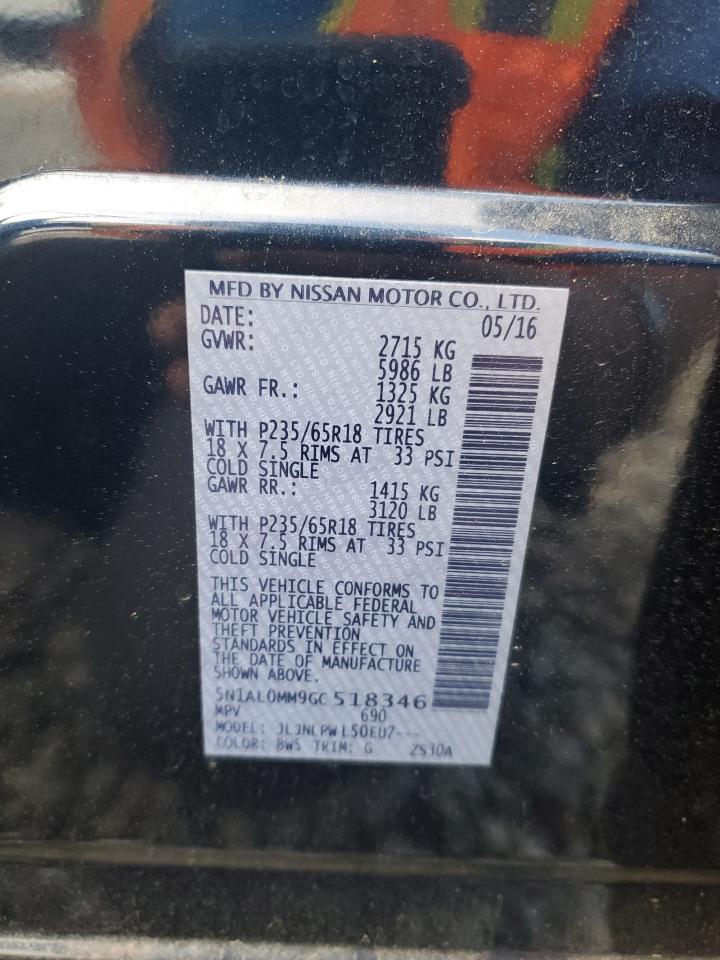 MFD BY NISSAN MOTOR CO., LTD.
DATE: 05/16
GVWR: 2715 KG
5986 LB
GAWR FR.: 1325 KG
2921 LB
WITH P235/65R18 TIRES
18 X 7.5 RIMS AT 33 PSI
COLD SINGLE
GAWR RR.: 1415 KG
3120 LB
WITH P235/65R18 TIRES
18 X 7.5 RIMS AT 33 PSI
COLD SINGLE
THIS VEHICLE CONFORMS TO
ALL APPLICABLE FEDERAL
MOTOR VEHICLE SAFETY AND
THEFT PREVENTION
STANDARDS IN EFFECT ON
THE DATE OF MANUFACTURE
SHOWN ABOVE.
5N1AL0MM9GC518346
MPV 690
MODEL: JLJNLPW L50EU7---
COLOR: BW5 TRIM: G 2S30A